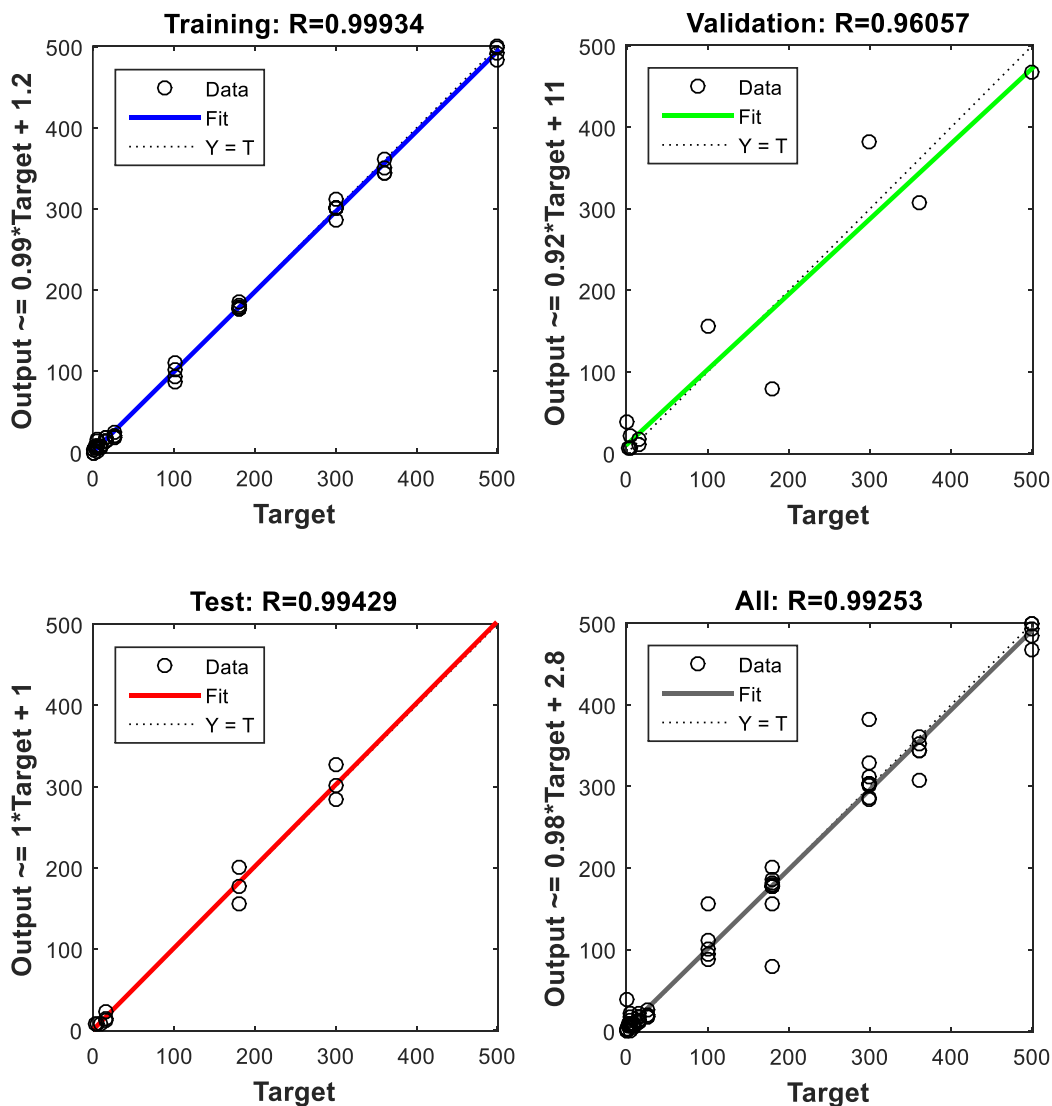 Training: R=0.99934
Output ~= 0.99*Target + 1.2
500
400
300
200
100
0
Data
Fit
Y = T
0 100 200 300 400 500
Target
Validation: R=0.96057
Output ~= 0.92*Target + 11
500
400
300
200
100
0
Data
Fit
Y = T
0 100 200 300 400 500
Target
Test: R=0.99429
Output ~= 1*Target + 1
500
400
300
200
100
0
Data
Fit
Y = T
0 100 200 300 400 500
Target
All: R=0.99253
Output ~= 0.98*Target + 2.8
500
400
300
200
100
0
Data
Fit
Y = T
0 100 200 300 400 500
Target